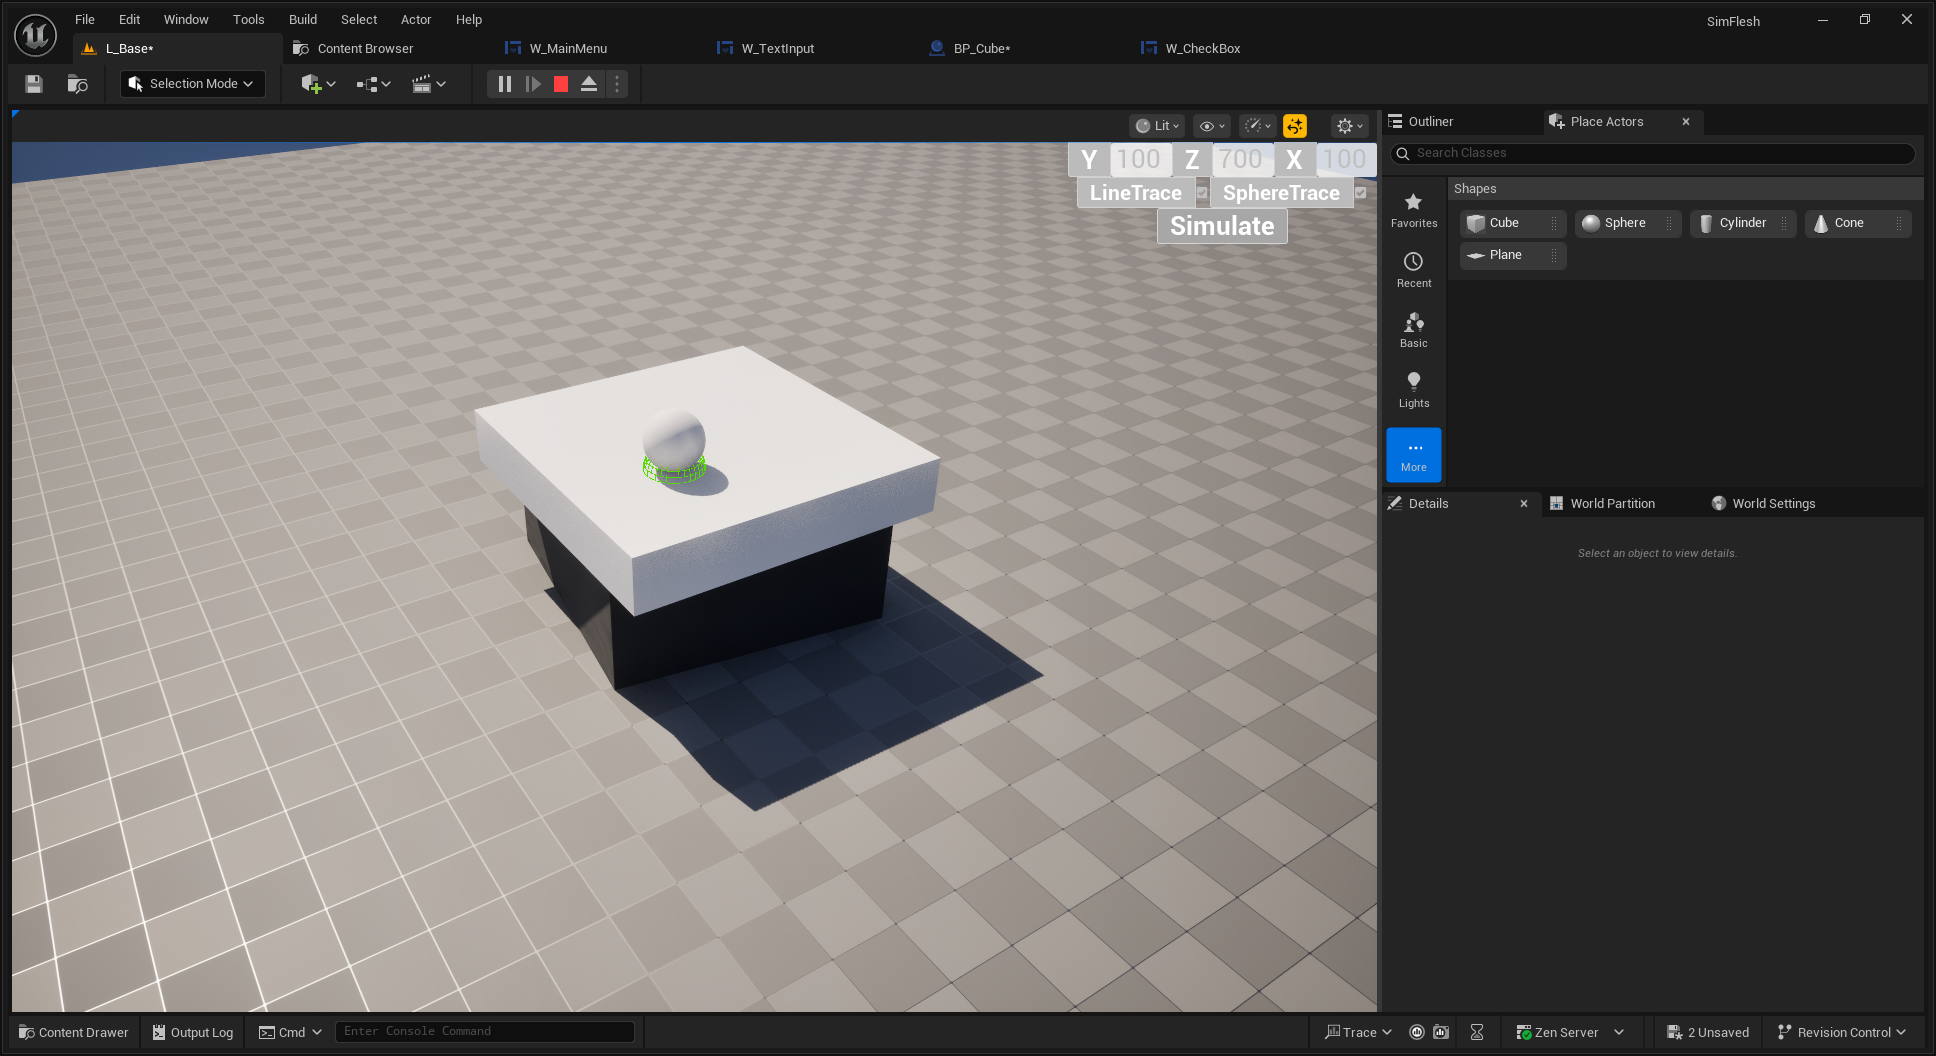 File Edit Window Tools Build Select Actor Help
SimFlesh
L_Base*
Content Browser
W_MainMenu
W_TextInput
BP_Cube*
W_CheckBox
Selection Mode
Lit
Outliner
Place Actors
Search Classes
Y 100 Z 700 X 100
LineTrace
SphereTrace
Simulate
Favorites
Recent
Basic
Lights
More
Shapes
Cube
Sphere
Cylinder
Cone
Plane
Details
World Partition
World Settings
Select an object to view details.
Content Drawer
Output Log
Cmd
Enter Console Command
Trace
Zen Server
2 Unsaved
Revision Control